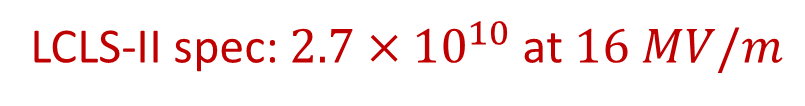 LCLS-II spec: 2.7 × 10¹⁰ at 16 MV/m